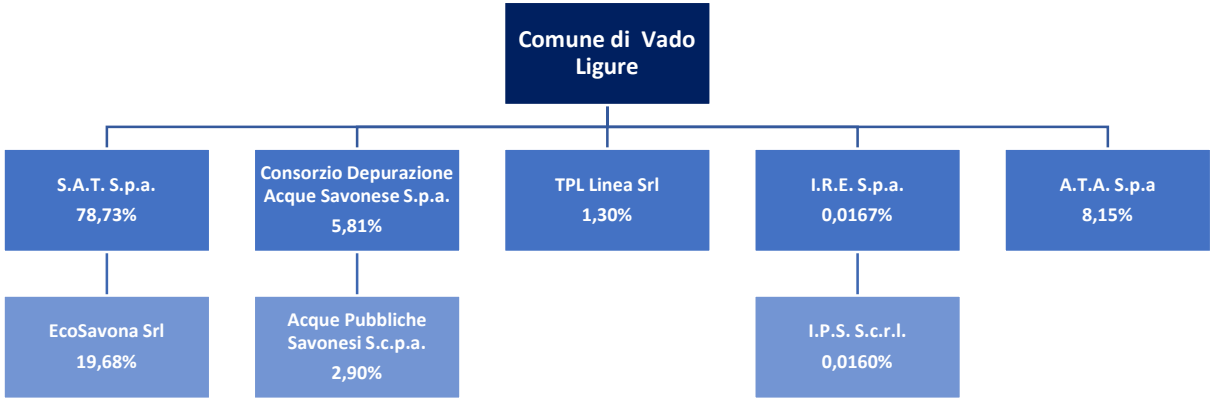 Comune di Vado
Ligure
S.A.T. S.p.a.
78,73%
Consorzio Depurazione
Acque Savonese S.p.a.
5,81%
TPL Linea Srl
1,30%
I.R.E. S.p.a.
0,0167%
A.T.A. S.p.a
8,15%
EcoSavona Srl
19,68%
Acque Pubbliche
Savonesi S.c.p.a.
2,90%
I.P.S. S.c.r.l.
0,0160%